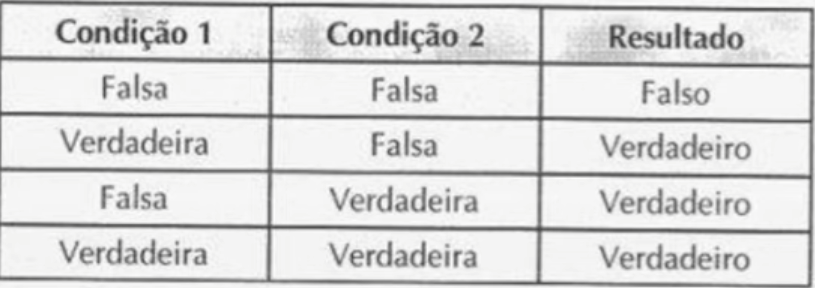 Condição 1 Condição 2 Resultado
Falsa Falsa Falso
Verdadeira Falsa Verdadeiro
Falsa Verdadeira Verdadeiro
Verdadeira Verdadeira Verdadeiro